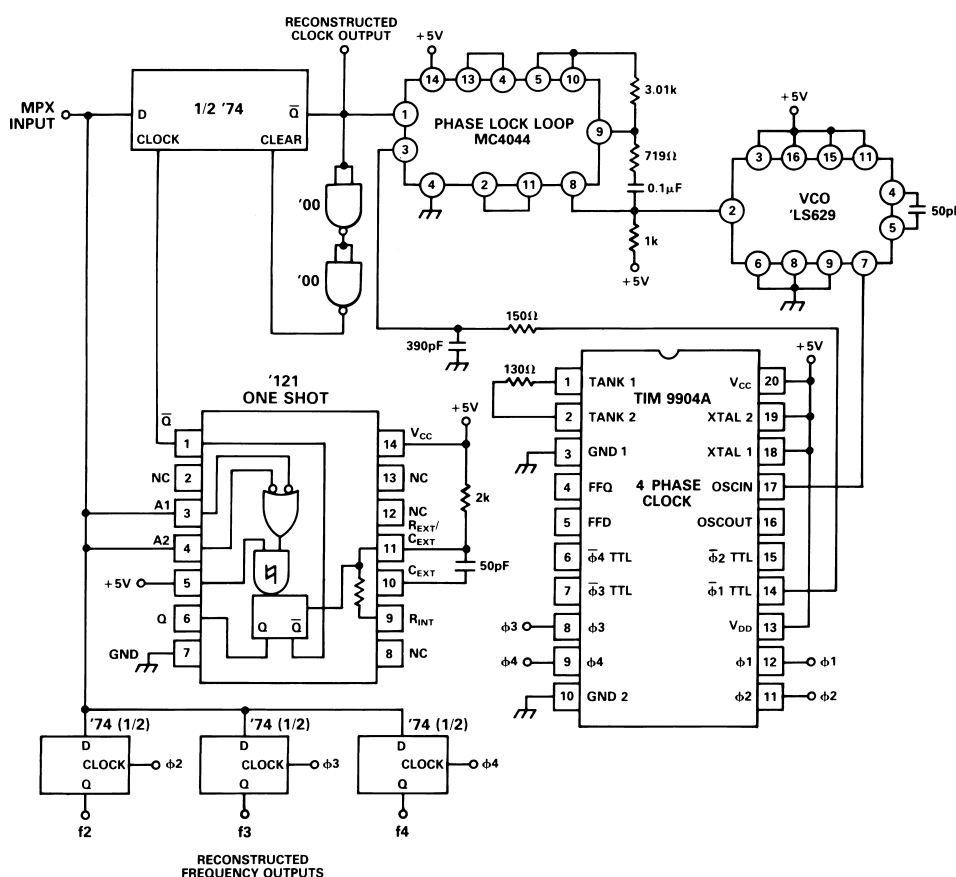 RECONSTRUCTED
CLOCK OUTPUT
MPX
INPUT
D
1/2 '74
Q̅
CLOCK
CLEAR
'00
'00
+5V
14
13
4
5
10
1
3
PHASE LOCK LOOP
MC4044
9
4
2
11
8
3.01k
719Ω
0.1μF
1k
+5V
+5V
3
16
15
11
2
VCO
'LS629
4
5
50pF
6
8
9
7
150Ω
390pF
'121
ONE SHOT
Q̅
1
NC
2
A1
3
A2
4
+5V
5
Q
6
GND
7
Q
Q̅
14
VCC
13
NC
12
NC
REXT/
CEXT
11
CEXT
10
9
RINT
8
NC
+5V
2k
50pF
130Ω
TIM 9904A
4 PHASE
CLOCK
1 TANK 1
2 TANK 2
3 GND 1
4 FFQ
5 FFD
6 φ̅4 TTL
7 φ̅3 TTL
φ3 8 φ3
φ4 9 φ4
10 GND 2
+5V
VCC 20
XTAL 2 19
XTAL 1 18
OSCIN 17
OSCOUT 16
φ̅2 TTL 15
φ̅1 TTL 14
VDD 13
φ1 12 φ1
φ2 11 φ2
'74 (1/2)
D
CLOCK
φ2
Q
f2
'74 (1/2)
D
CLOCK
φ3
Q
f3
'74 (1/2)
D
CLOCK
φ4
Q
f4
RECONSTRUCTED
FREQUENCY OUTPUTS